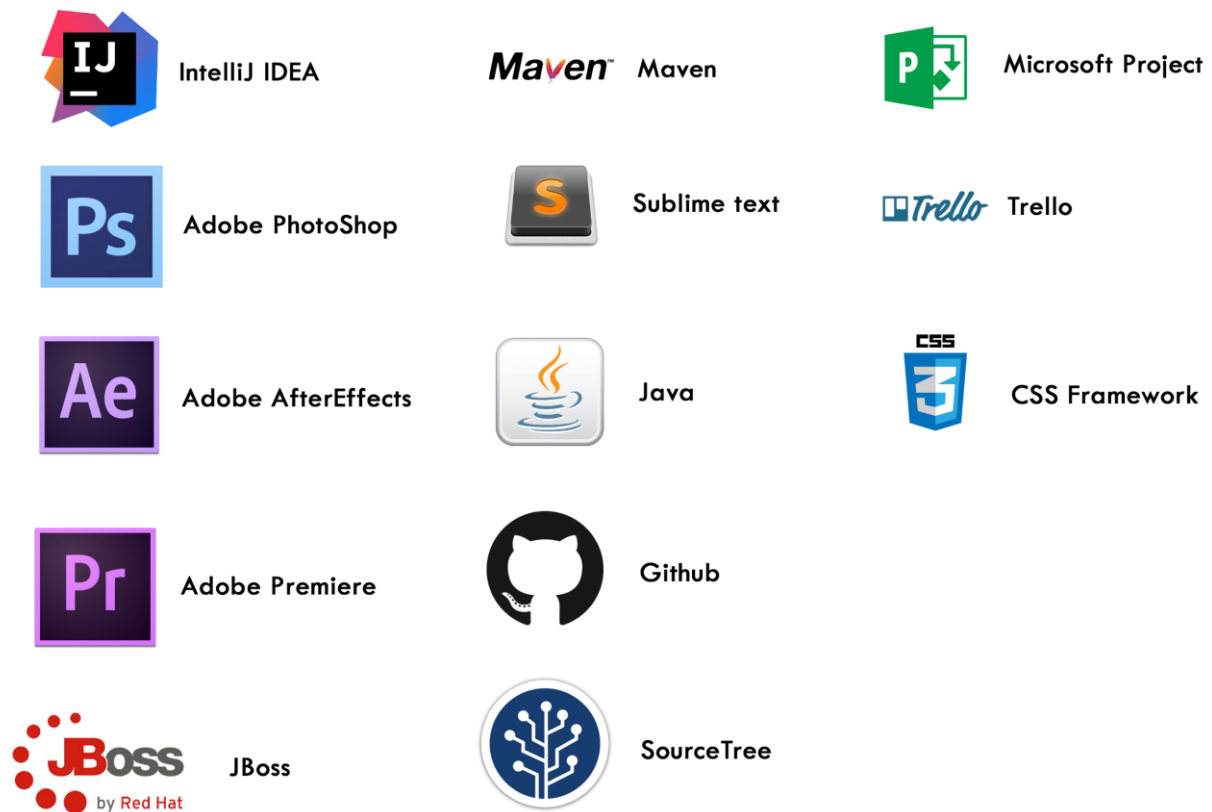 IJ
IntelliJ IDEA
Maven™
Maven
P
Microsoft Project
Ps
Adobe PhotoShop
S
Sublime text
Trello
Trello
Ae
Adobe AfterEffects
Java
CSS
3
CSS Framework
Pr
Adobe Premiere
Github
JBoss
by Red Hat
JBoss
SourceTree